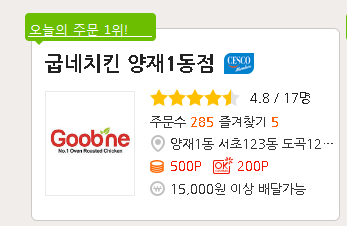 오늘의 주문 1위!
굽네치킨 양재1동점 CESCO Members
Goobne
No.1 Oven Roasted Chicken
4.8 / 17명
주문수 285 즐겨찾기 5
양재1동 서초123동 도곡12...
500P OK 200P
15,000원 이상 배달가능